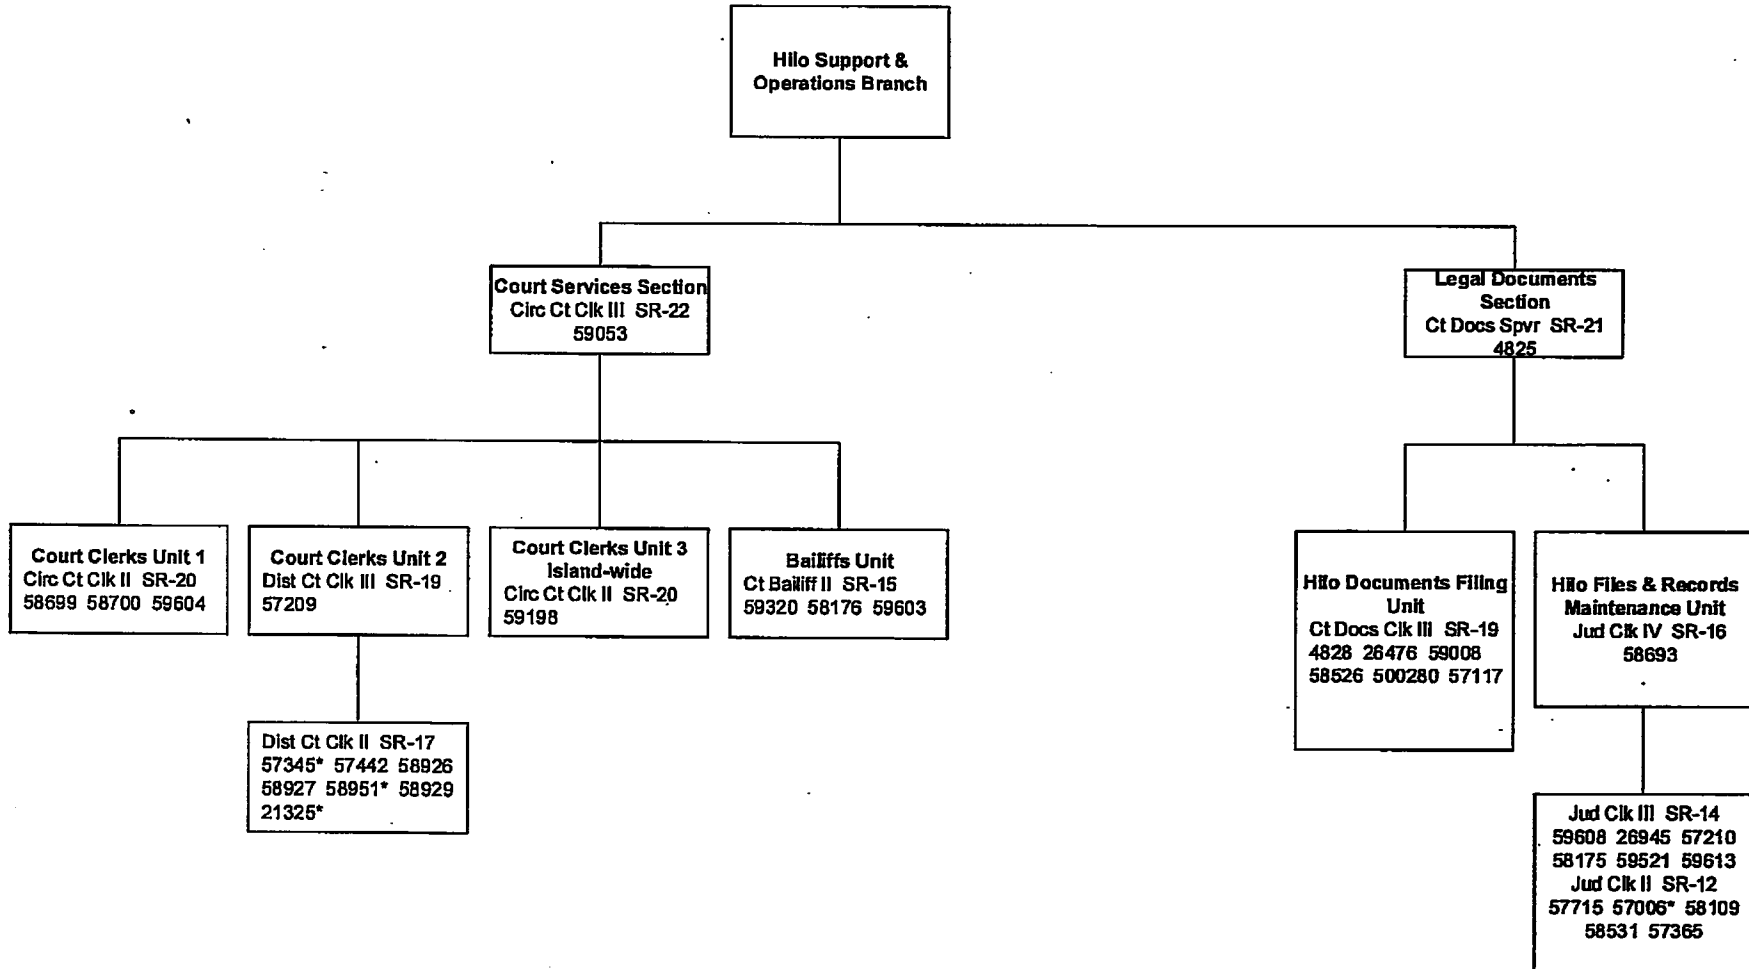 Hilo Support &
Operations Branch
Court Services Section
Circ Ct Clk III SR-22
59053
Legal Documents
Section
Ct Docs Spvr SR-21
4825
Court Clerks Unit 1
Circ Ct Clk II SR-20
58699 58700 59604
Court Clerks Unit 2
Dist Ct Clk III SR-19
57209
Court Clerks Unit 3
Island-wide
Circ Ct Clk II SR-20
59198
Bailiffs Unit
Ct Bailiff II SR-15
59320 58176 59603
Hilo Documents Filing
Unit
Ct Docs Clk III SR-19
4828 26476 59008
58526 500280 57117
Hilo Files & Records
Maintenance Unit
Jud Clk IV SR-16
58693
Dist Ct Clk II SR-17
57345* 57442 58926
58927 58951* 58929
21325*
Jud Clk III SR-14
59608 26945 57210
58175 59521 59613
Jud Clk II SR-12
57715 57006* 58109
58531 57365